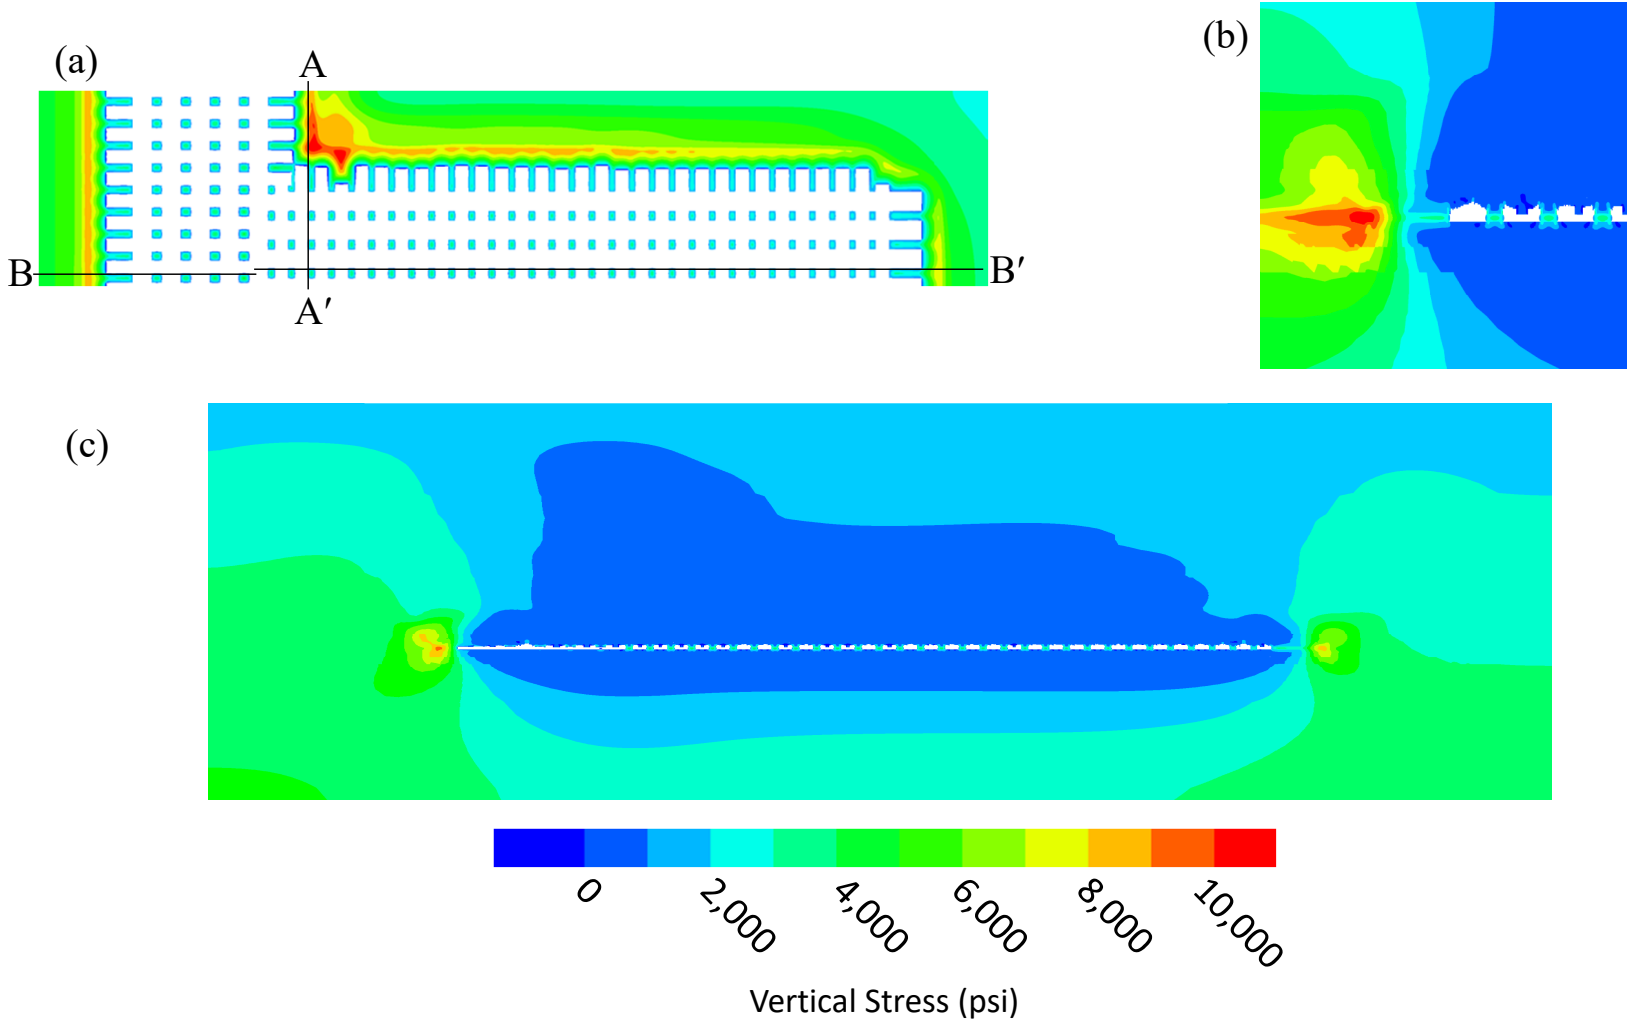 (a)
A
(b)
B
B′
A′
(c)
0
2,000
4,000
6,000
8,000
10,000
Vertical Stress (psi)